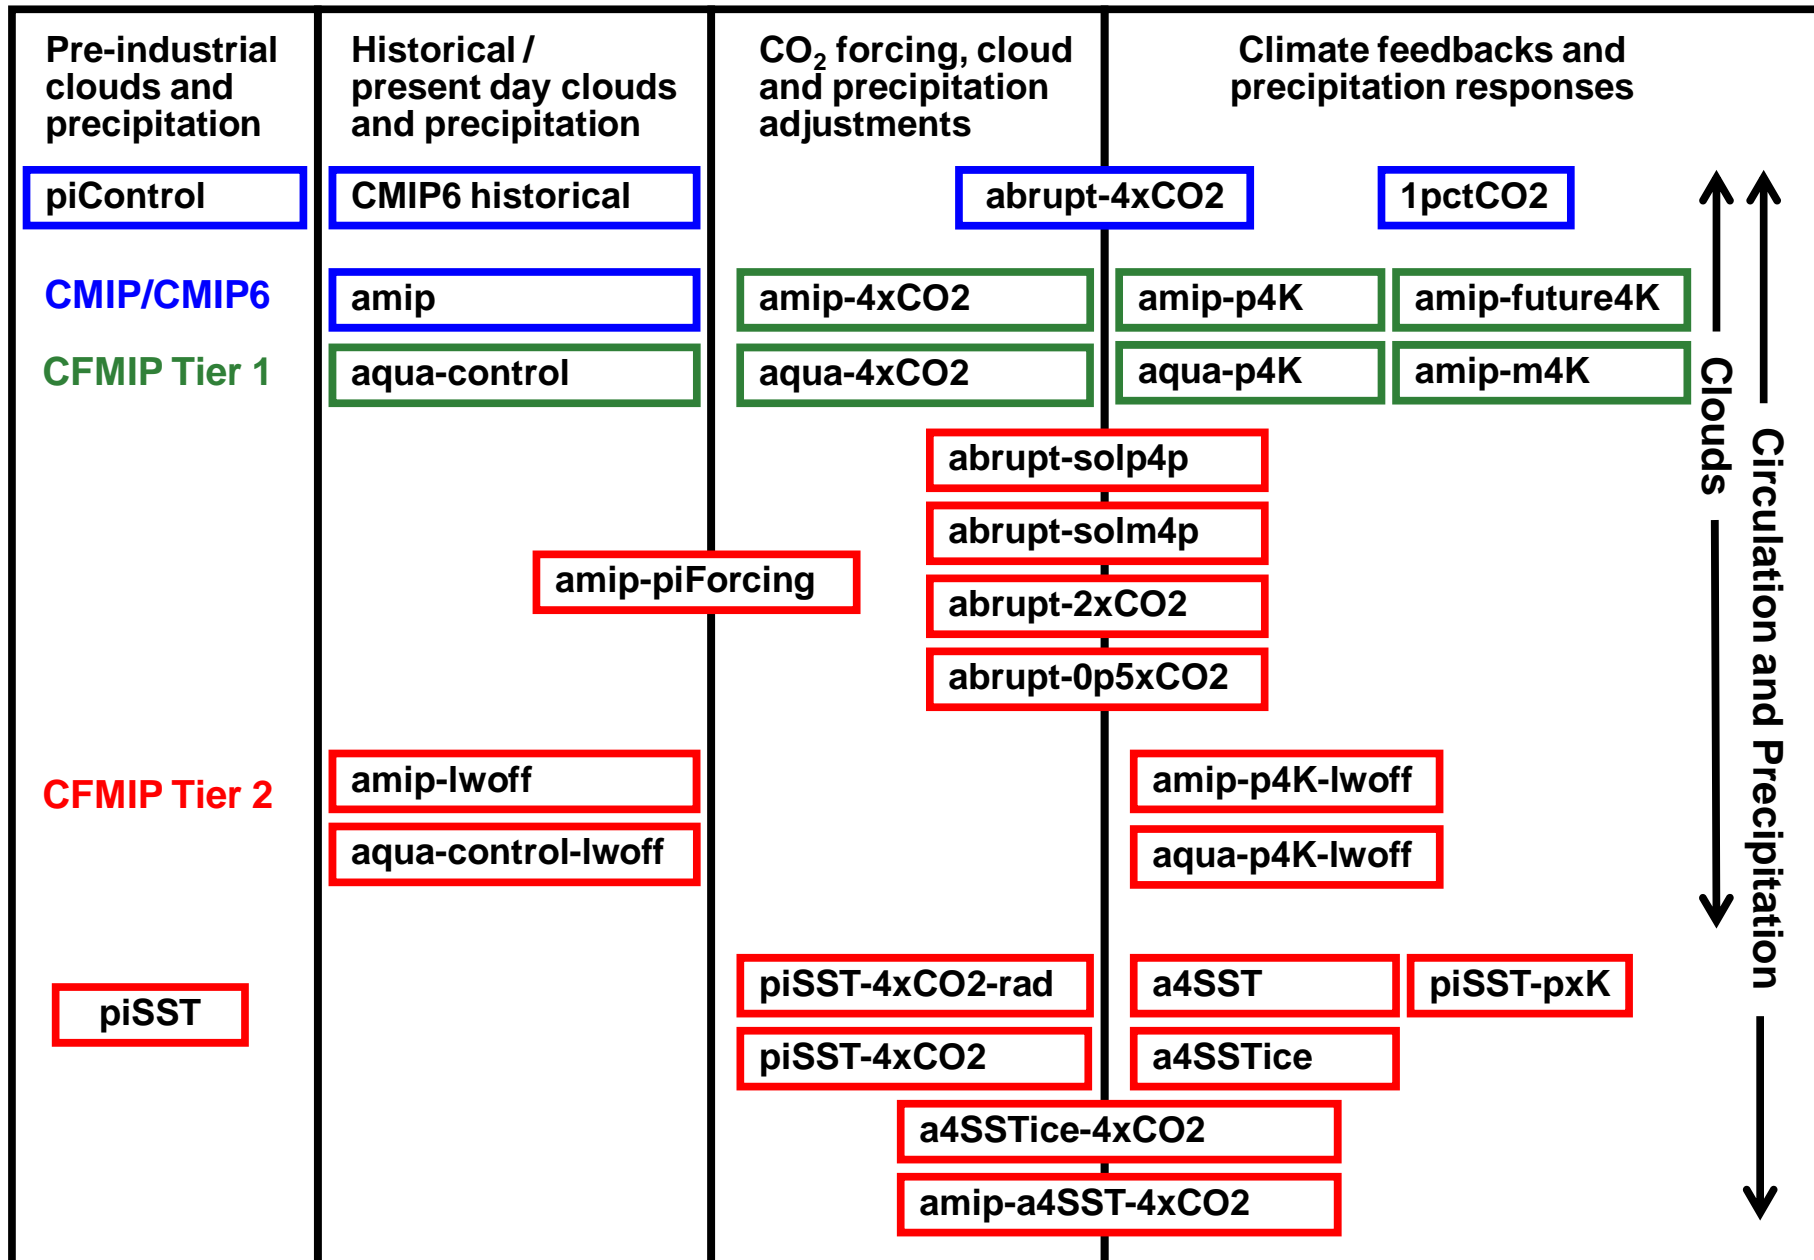 Pre-industrial
clouds and
precipitation
Historical /
present day clouds
and precipitation
CO₂ forcing, cloud
and precipitation
adjustments
Climate feedbacks and
precipitation responses
piControl
CMIP6 historical
abrupt-4xCO2
1pctCO2
CMIP/CMIP6
amip
amip-4xCO2
amip-p4K
amip-future4K
CFMIP Tier 1
aqua-control
aqua-4xCO2
aqua-p4K
amip-m4K
abrupt-solp4p
abrupt-solm4p
amip-piForcing
abrupt-2xCO2
abrupt-0p5xCO2
CFMIP Tier 2
amip-lwoff
amip-p4K-lwoff
aqua-control-lwoff
aqua-p4K-lwoff
piSST
piSST-4xCO2-rad
a4SST
piSST-pxK
piSST-4xCO2
a4SSTice
a4SSTice-4xCO2
amip-a4SST-4xCO2
Clouds
Circulation and Precipitation